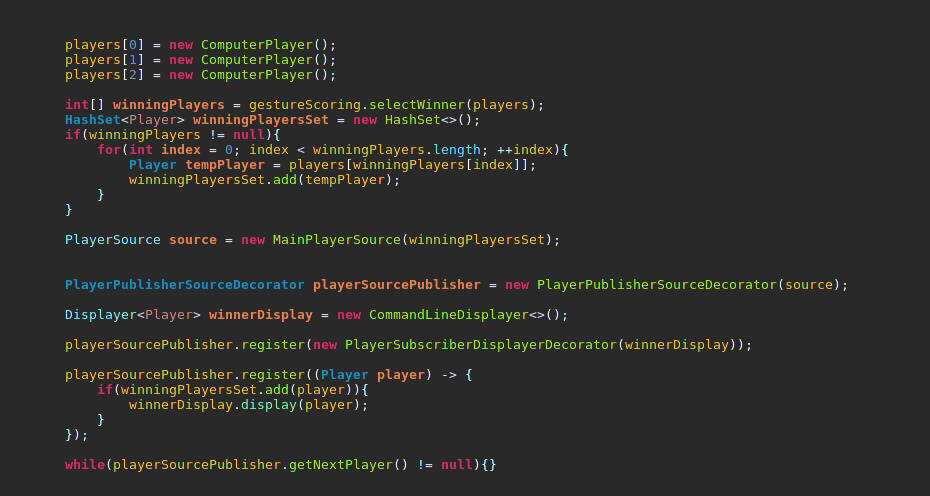 players[0] = new ComputerPlayer();
players[1] = new ComputerPlayer();
players[2] = new ComputerPlayer();
int[] winningPlayers = gestureScoring.selectWinner(players);
HashSet<Player> winningPlayersSet = new HashSet<>();
if(winningPlayers != null){
    for(int index = 0; index < winningPlayers.length; ++index){
        Player tempPlayer = players[winningPlayers[index]];
        winningPlayersSet.add(tempPlayer);
    }
}
PlayerSource source = new MainPlayerSource(winningPlayersSet);
PlayerPublisherSourceDecorator playerSourcePublisher = new PlayerPublisherSourceDecorator(source);
Displayer<Player> winnerDisplay = new CommandLineDisplayer<>();
playerSourcePublisher.register(new PlayerSubscriberDisplayerDecorator(winnerDisplay));
playerSourcePublisher.register((Player player) -> {
    if(winningPlayersSet.add(player)){
        winnerDisplay.display(player);
    }
});
while(playerSourcePublisher.getNextPlayer() != null){}